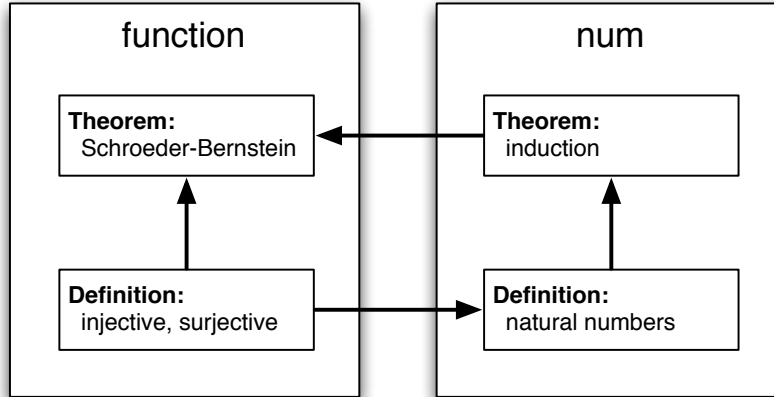 function
Theorem:
Schroeder-Bernstein
Definition:
injective, surjective
num
Theorem:
induction
Definition:
natural numbers